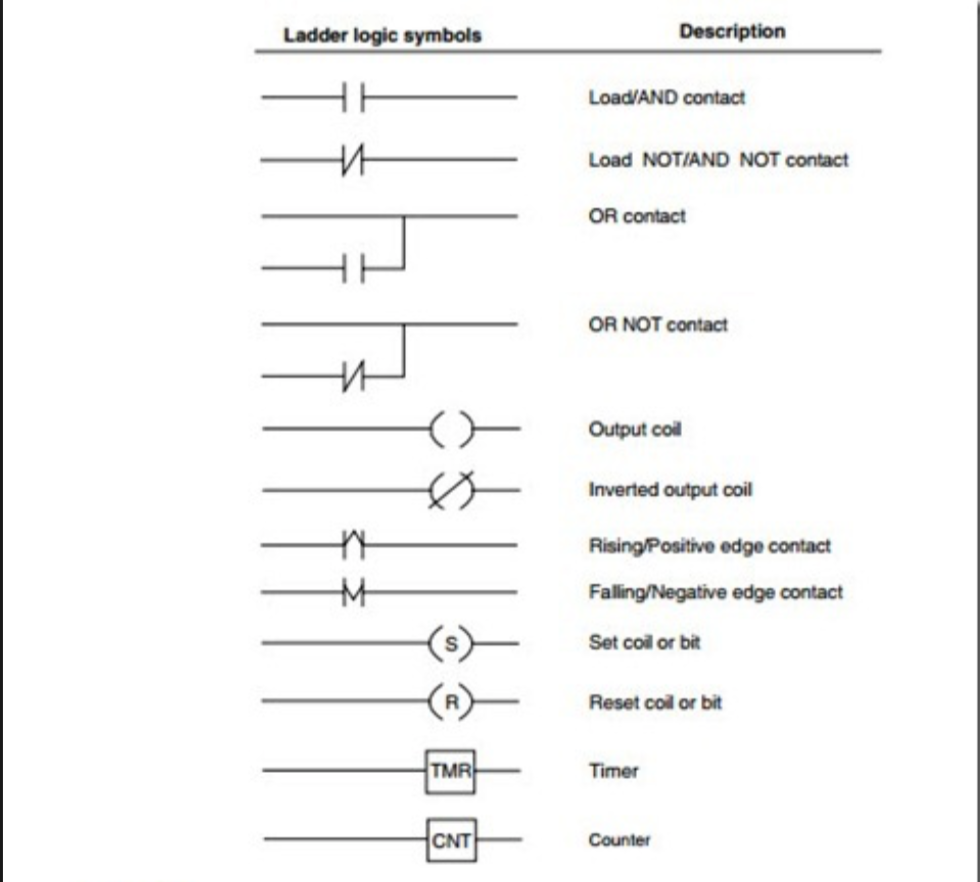 Ladder logic symbols Description
Load/AND contact
Load NOT/AND NOT contact
OR contact
OR NOT contact
Output coil
Inverted output coil
Rising/Positive edge contact
Falling/Negative edge contact
S Set coil or bit
R Reset coil or bit
TMR Timer
CNT Counter